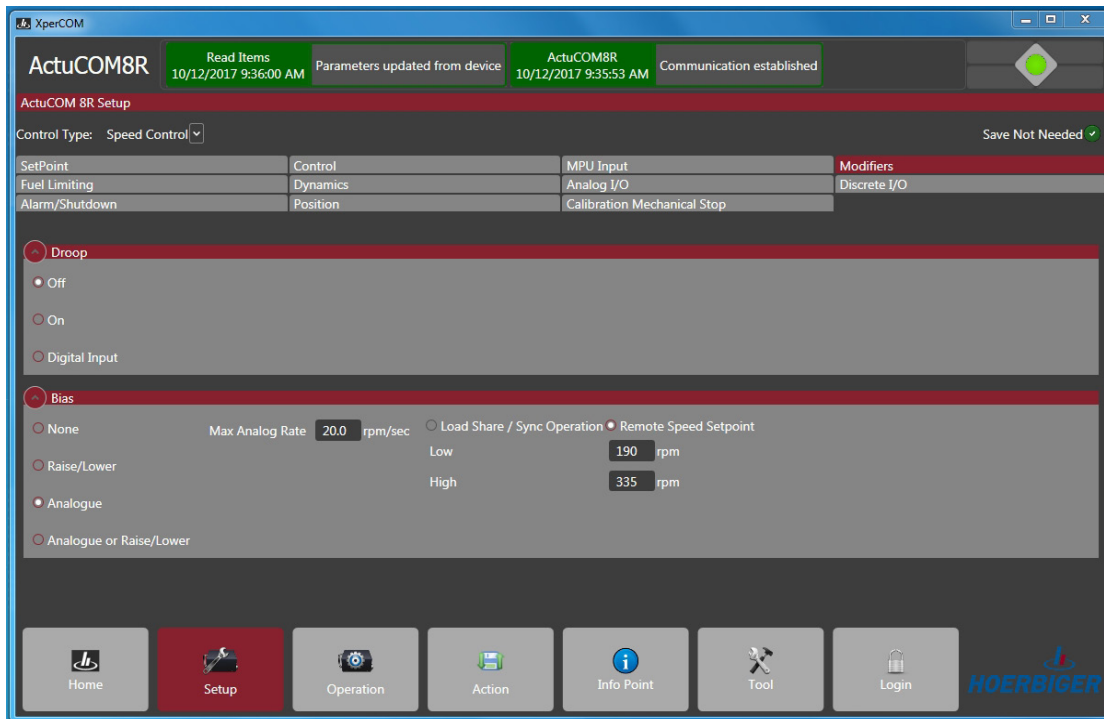 XperCOM
ActuCOM8R
Read Items
10/12/2017 9:36:00 AM
Parameters updated from device
ActuCOM8R
10/12/2017 9:35:53 AM
Communication established
ActuCOM 8R Setup
Control Type: Speed Control
Save Not Needed
SetPoint Control MPU Input Modifiers
Fuel Limiting Dynamics Analog I/O Discrete I/O
Alarm/Shutdown Position Calibration Mechanical Stop
Droop
Off
On
Digital Input
Bias
None Max Analog Rate 20.0 rpm/sec Load Share / Sync Operation Remote Speed Setpoint
Low 190 rpm
Raise/Lower
High 335 rpm
Analogue
Analogue or Raise/Lower
Home Setup Operation Action Info Point Tool Login
HOERBIGER